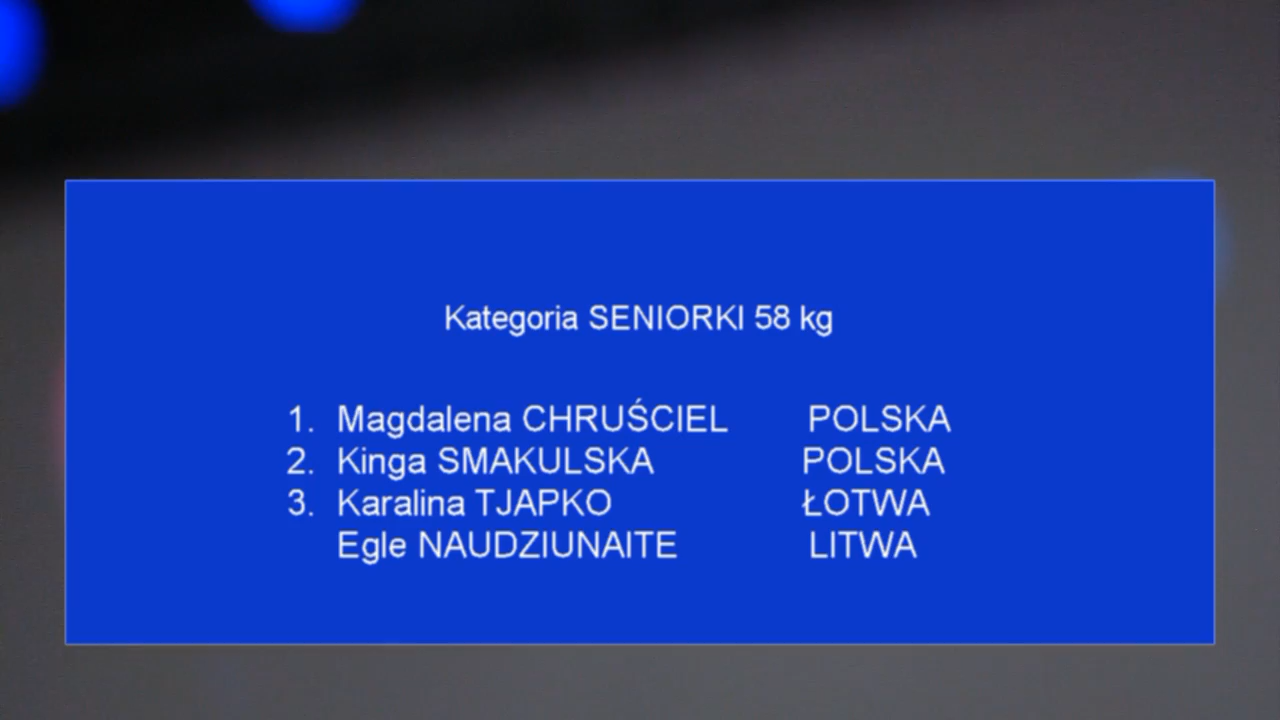 Kategoria SENIORKI 58 kg
1. Magdalena CHRUŚCIEL POLSKA
2. Kinga SMAKULSKA POLSKA
3. Karalina TJAPKO ŁOTWA
Egle NAUDZIUNAITE LITWA